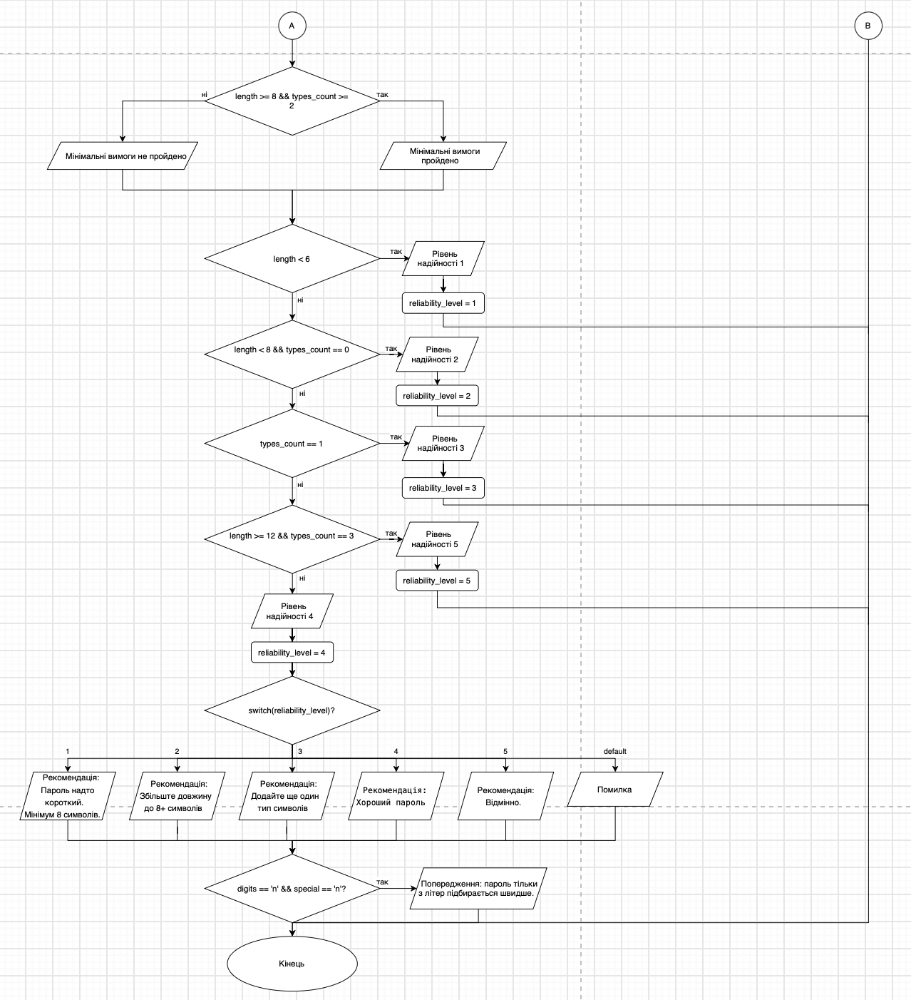 A
B
length >= 8 && types_count >=
2
ні
так
Мінімальні вимоги не пройдено
Мінімальні вимоги
пройдено
length < 6
так
Рівень
надійності 1
reliability_level = 1
ні
length < 8 && types_count == 0
так
Рівень
надійності 2
reliability_level = 2
ні
types_count == 1
так
Рівень
надійності 3
reliability_level = 3
ні
length >= 12 && types_count == 3
так
Рівень
надійності 5
reliability_level = 5
ні
Рівень
надійності 4
reliability_level = 4
switch(reliability_level)?
1
2
3
4
5
default
Рекомендація:
Пароль надто
короткий.
Мінімум 8 символів.
Рекомендація:
Збільште довжину
до 8+ символів
Рекомендація:
Додайте ще один
тип символів
Рекомендація:
Хороший пароль
Рекомендація:
Відмінно.
Помилка
digits == 'n' && special == 'n'?
так
Попередження: пароль тільки
з літер підбирається швидше.
Кінець